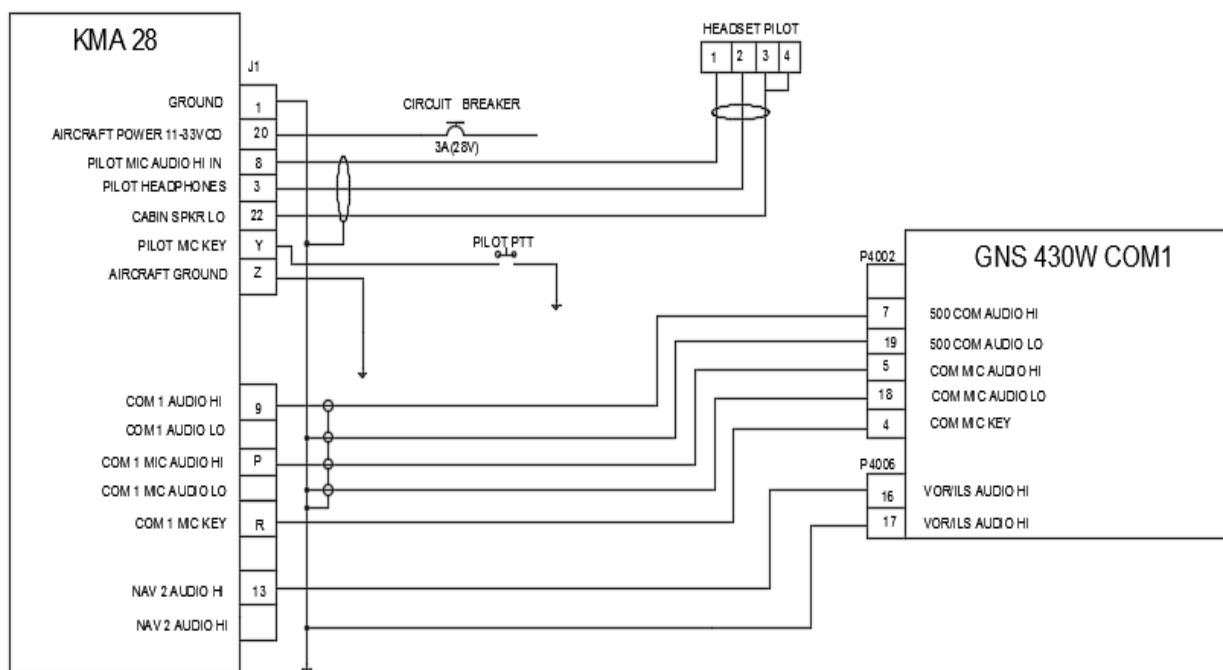 KMA 28
J1
GROUND 1
AIRCRAFT POWER 11-33VCD 20
PILOT MIC AUDIO HI IN 8
PILOT HEADPHONES 3
CABIN SPKR LO 22
PILOT MIC KEY Y
AIRCRAFT GROUND Z
COM 1 AUDIO HI 9
COM 1 AUDIO LO
COM 1 MIC AUDIO HI P
COM 1 MIC AUDIO LO
COM 1 MIC KEY R
NAV 2 AUDIO HI 13
NAV 2 AUDIO HI
CIRCUIT BREAKER
3A(28V)
HEADSET PILOT
1 2 3 4
PILOT PTT
GNS 430W COM1
P4002
7 500 COM AUDIO HI
19 500 COM AUDIO LO
5 COM MIC AUDIO HI
18 COM MIC AUDIO LO
4 COM MIC KEY
P4006
16 VOR/ILS AUDIO HI
17 VOR/ILS AUDIO HI